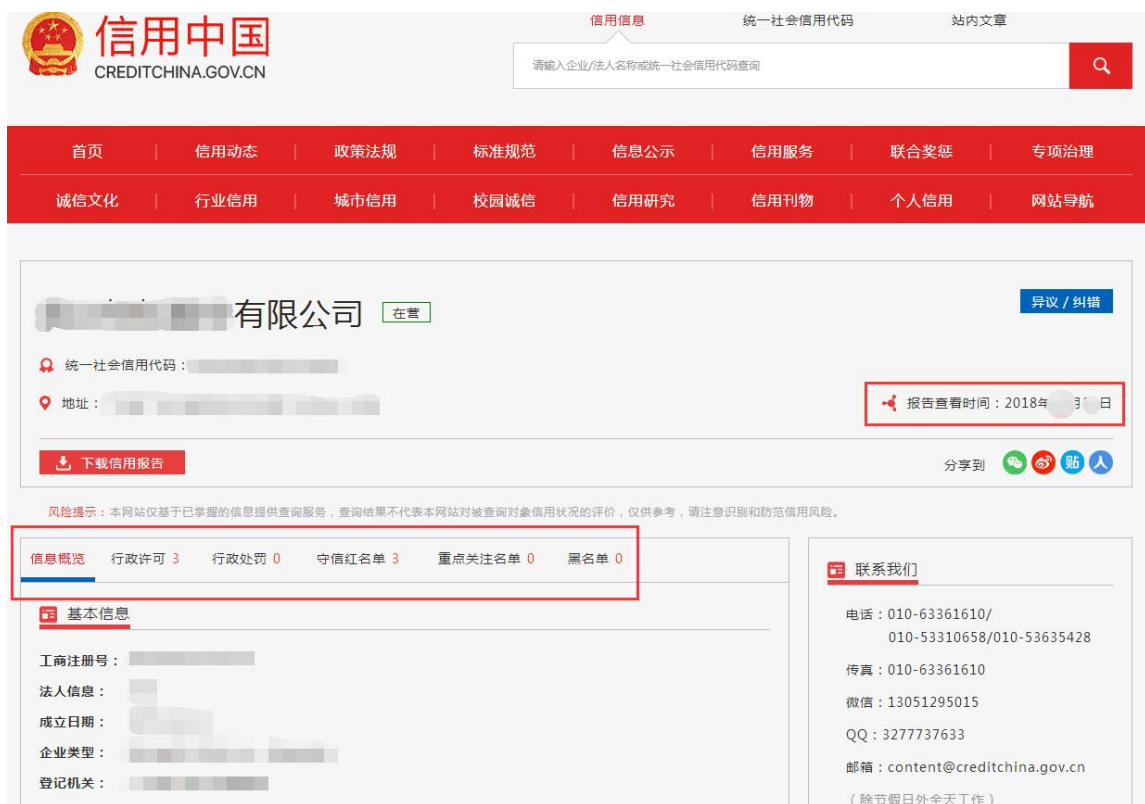 信用信息 统一社会信用代码 站内文章
信用中国
CREDITCHINA.GOV.CN
请输入企业/法人名称或统一社会信用代码查询
首页 信用动态 政策法规 标准规范 信息公示 信用服务 联合奖惩 专项治理
诚信文化 行业信用 城市信用 校园诚信 信用研究 信用刊物 个人信用 网站导航
有限公司 在营
异议 / 纠错
统一社会信用代码：
地址：
报告查看时间：2018年 月 日
下载信用报告
分享到
贴
风险提示：本网站仅基于已掌握的信息提供查询服务，查询结果不代表本网站对被查询对象信用状况的评价，仅供参考，请注意识别和防范信用风险。
信息概览 行政许可 3 行政处罚 0 守信红名单 3 重点关注名单 0 黑名单 0
基本信息
工商注册号：
法人信息：
成立日期：
企业类型：
登记机关：
联系我们
电话：010-63361610/
010-53310658/010-53635428
传真：010-63361610
微信：13051295015
QQ：3277737633
邮箱：content@creditchina.gov.cn
（除节假日外全天工作）